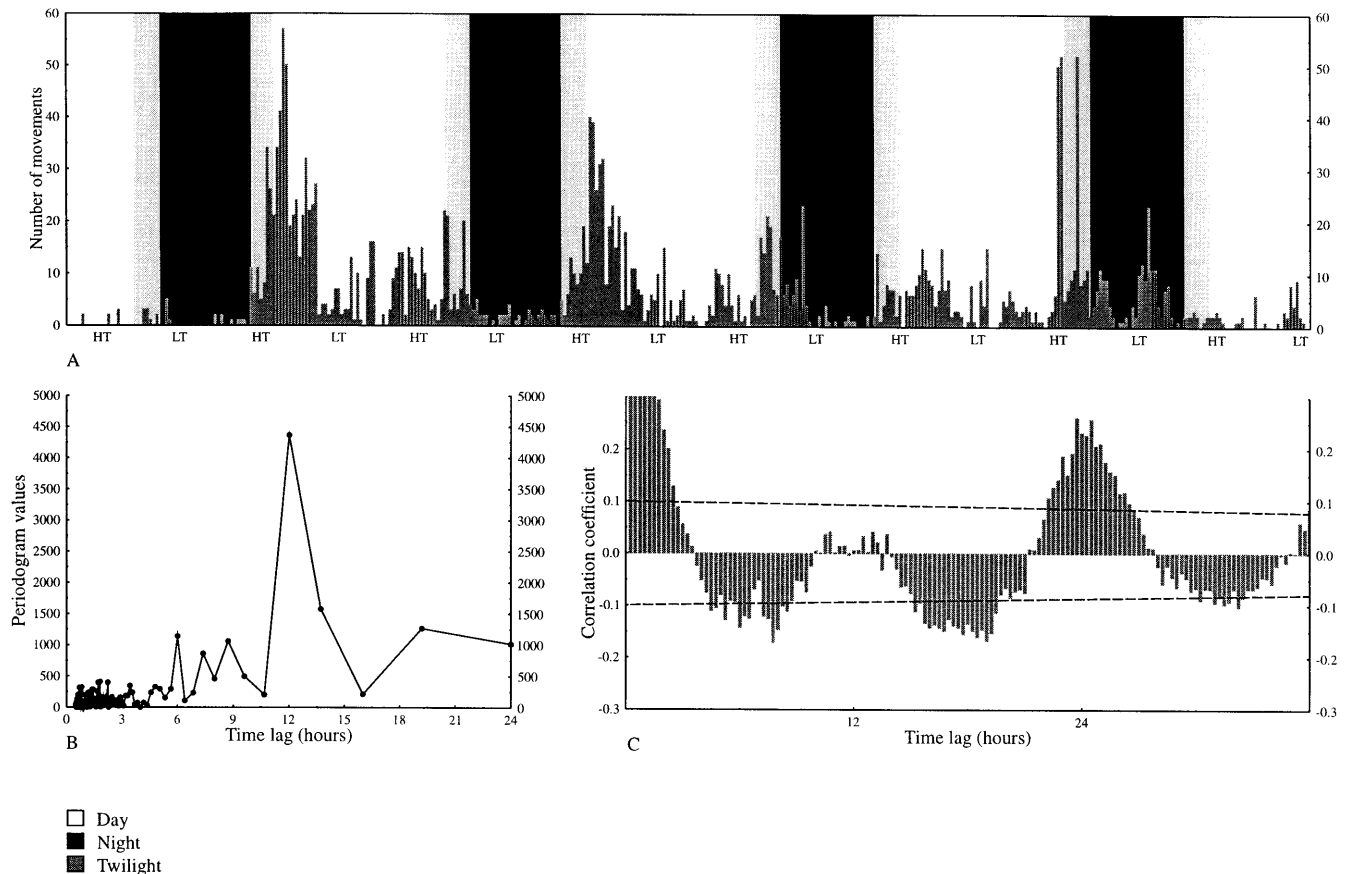 60 60
50 50
40 40
30 30
20 20
10 10
0 0
Number of movements
HT LT HT LT HT LT HT LT HT LT HT LT HT LT HT LT
A
5000 5000
4500 4500
4000 4000
3500 3500
3000 3000
2500 2500
2000 2000
1500 1500
1000 1000
500 500
0 0
Periodogram values
0 3 6 9 12 15 18 21 24
Time lag (hours)
B
0.2 0.2
0.1 0.1
0.0 0.0
-0.1 -0.1
-0.2 -0.2
-0.3 -0.3
Correlation coefficient
12 24
Time lag (hours)
C
Day
Night
Twilight